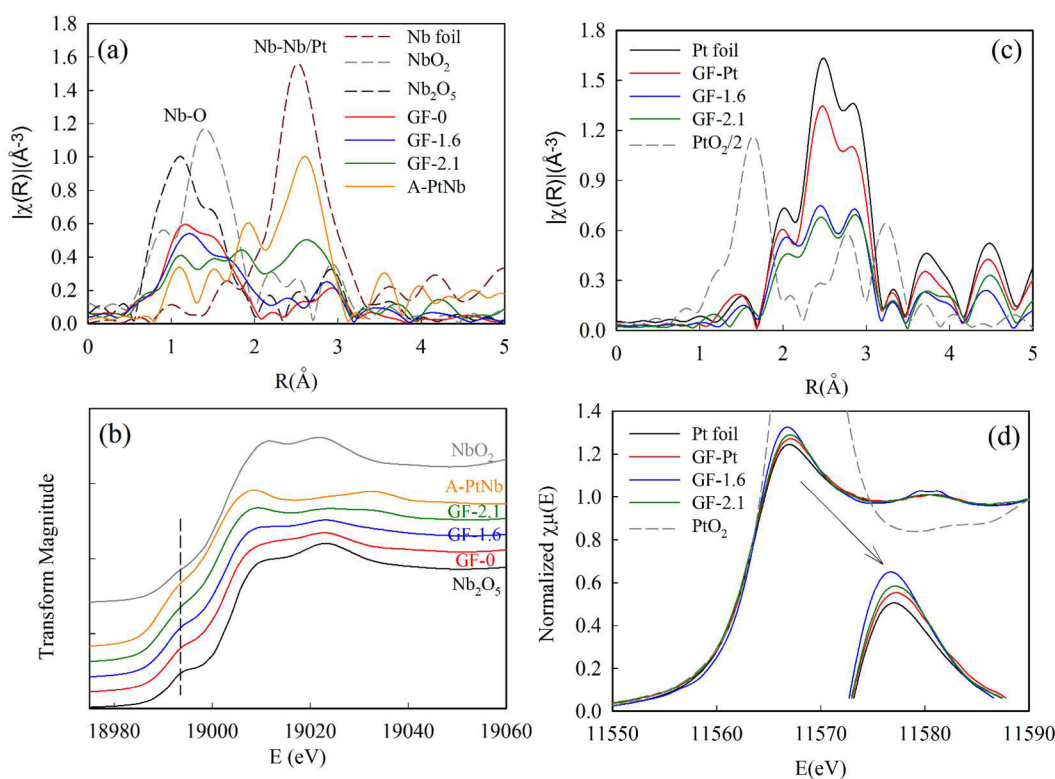 (a)
Nb-O
Nb-Nb/Pt
Nb foil
NbO2
Nb2O5
GF-0
GF-1.6
GF-2.1
A-PtNb
|χ(R)|(Å-3)
1.8
1.6
1.4
1.2
1.0
0.8
0.6
0.4
0.2
0.0
0 1 2 3 4 5
R(Å)
(c)
Pt foil
GF-Pt
GF-1.6
GF-2.1
PtO2/2
|χ(R)|(Å-3)
1.8
1.5
1.2
0.9
0.6
0.3
0.0
0 1 2 3 4 5
R(Å)
(b)
NbO2
A-PtNb
GF-2.1
GF-1.6
GF-0
Nb2O5
Transform Magnitude
18980 19000 19020 19040 19060
E (eV)
(d)
Pt foil
GF-Pt
GF-1.6
GF-2.1
PtO2
Normalized χμ(E)
1.4
1.2
1.0
0.8
0.6
0.4
0.2
0.0
11550 11560 11570 11580 11590
E(eV)